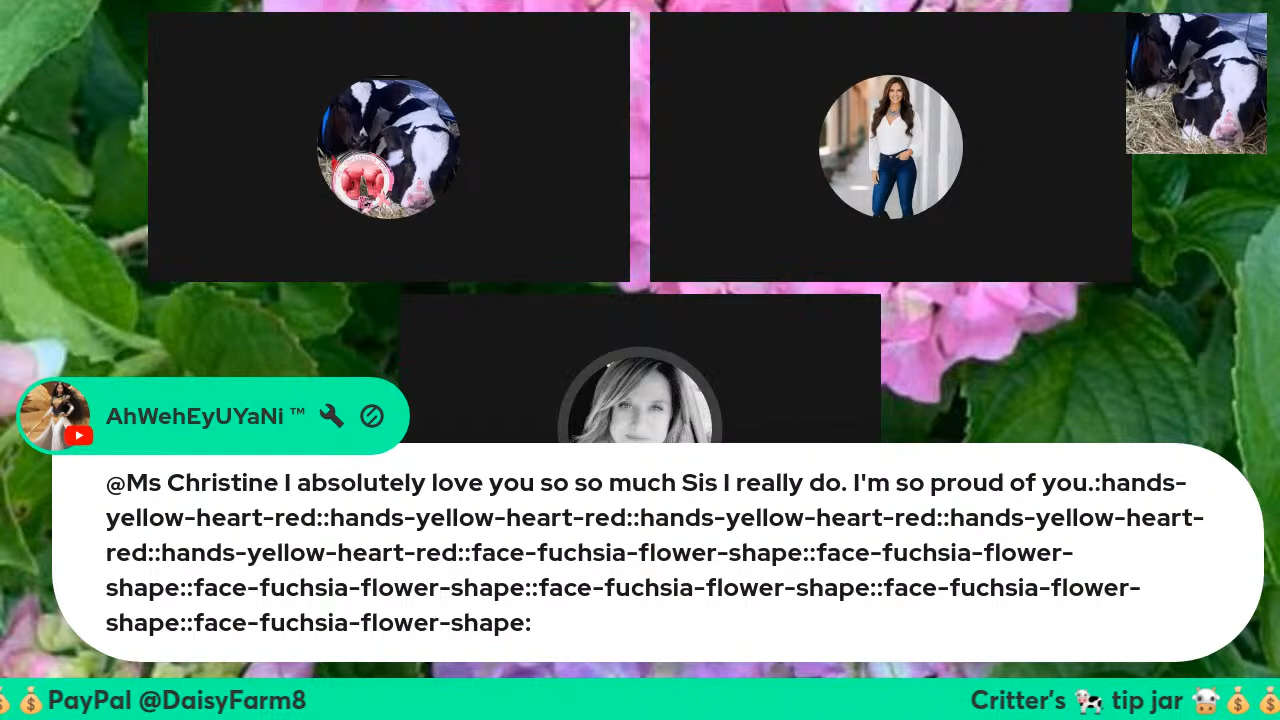 AhWehEyUYaNi ™
@Ms Christine I absolutely love you so so much Sis I really do. I'm so proud of you.:hands-
yellow-heart-red::hands-yellow-heart-red::hands-yellow-heart-red::hands-yellow-heart-
red::hands-yellow-heart-red::face-fuchsia-flower-shape::face-fuchsia-flower-
shape::face-fuchsia-flower-shape::face-fuchsia-flower-shape::face-fuchsia-flower-
shape::face-fuchsia-flower-shape:
💰PayPal @DaisyFarm8
Critter's 🐄 tip jar 🐮💰